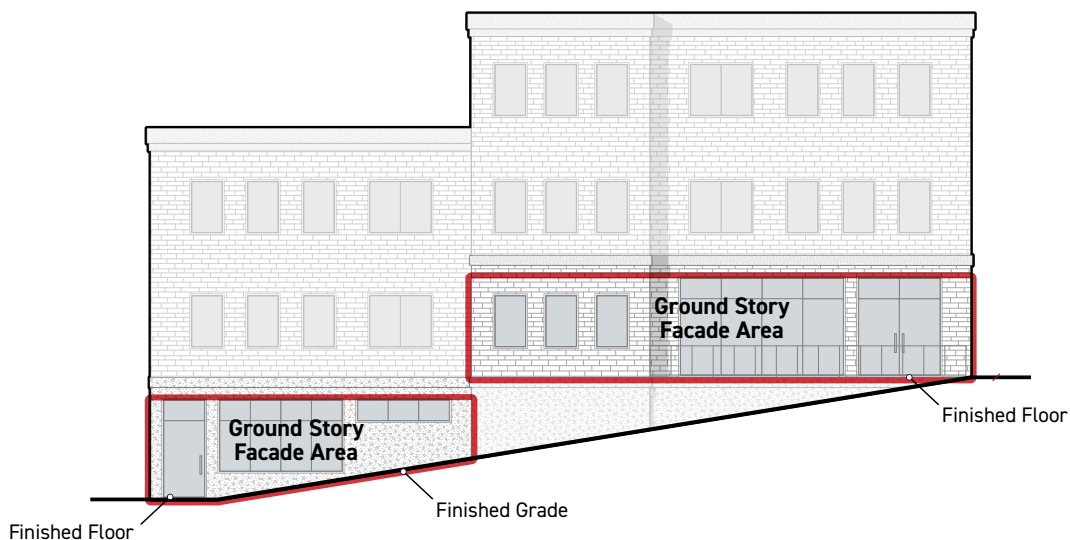 Ground Story
Facade Area
Finished Floor
Ground Story
Facade Area
Finished Grade
Finished Floor